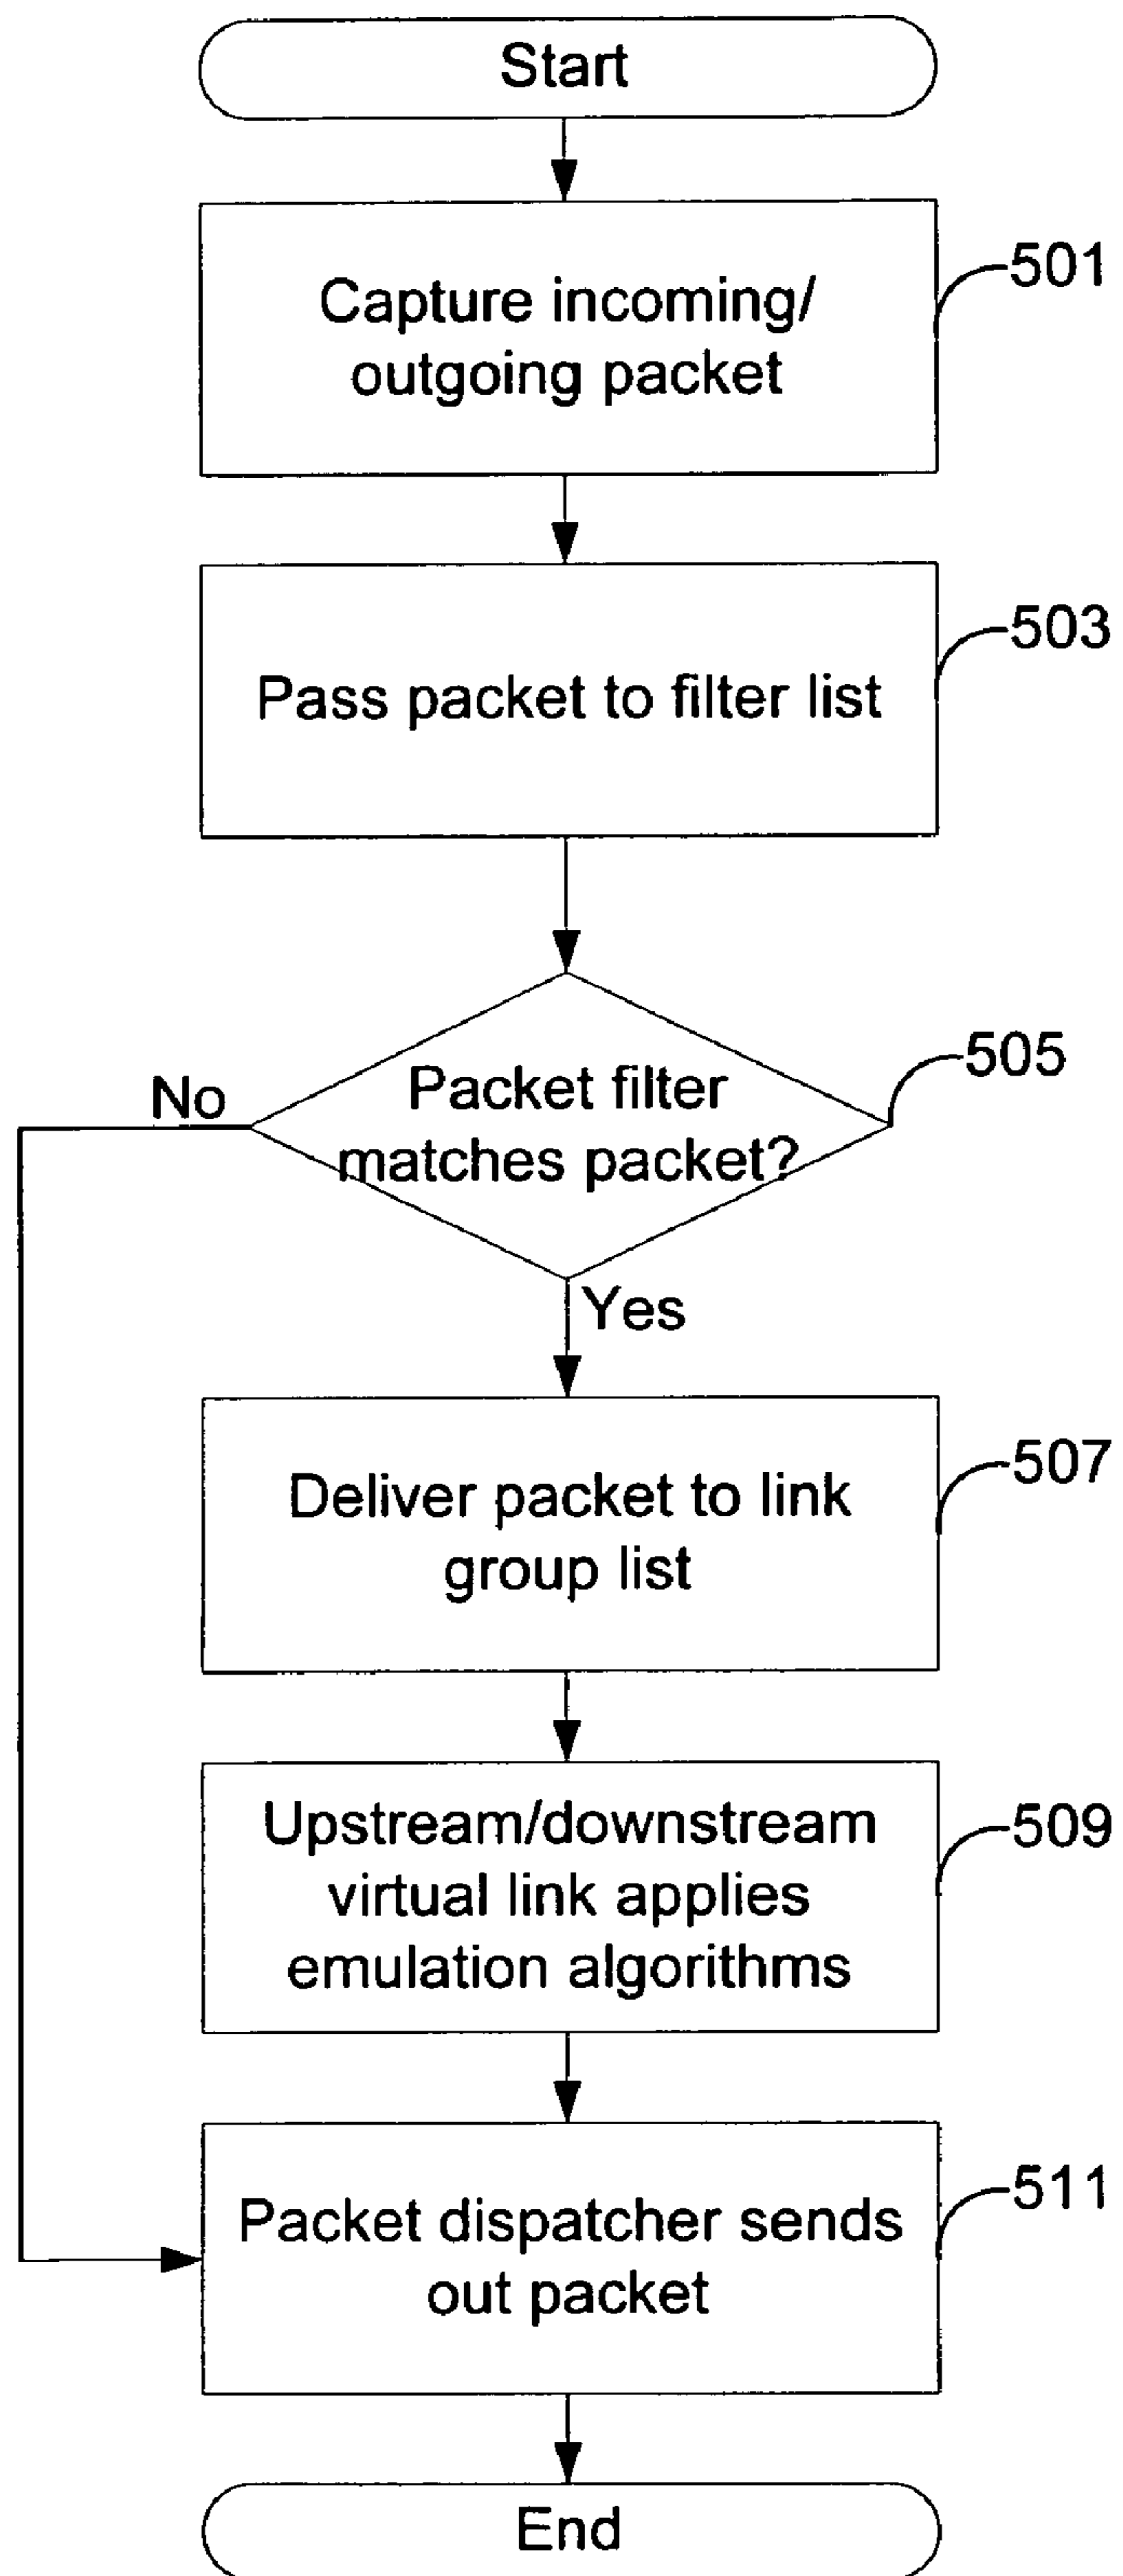 Start
Capture incoming/
outgoing packet
501
Pass packet to filter list
503
Packet filter
matches packet?
505
No
Yes
Deliver packet to link
group list
507
Upstream/downstream
virtual link applies
emulation algorithms
509
Packet dispatcher sends
out packet
511
End